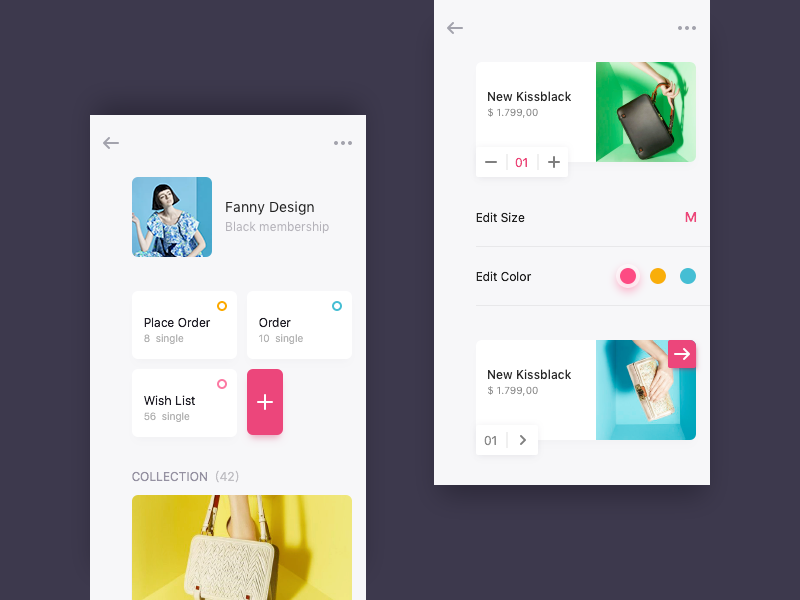 Fanny Design
Black membership
Place Order
8 single
Order
10 single
Wish List
56 single
COLLECTION (42)
New Kissblack
$ 1.799,00
01
Edit Size M
Edit Color
New Kissblack
$ 1.799,00
01